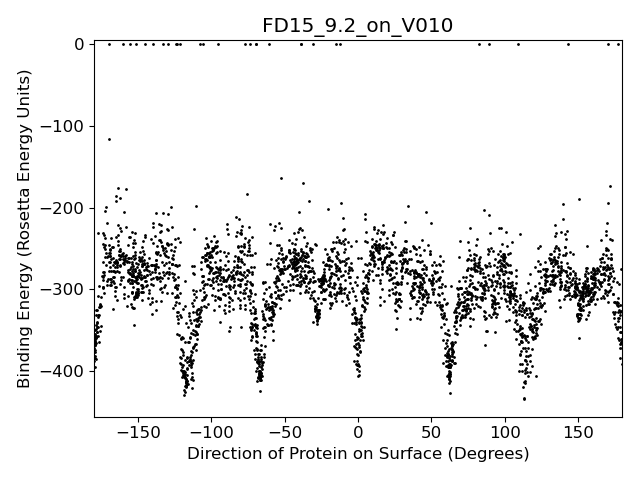 FD15_9.2_on_V010
Binding Energy (Rosetta Energy Units)
0
−100
−200
−300
−400
−150 −100 −50 0 50 100 150
Direction of Protein on Surface (Degrees)